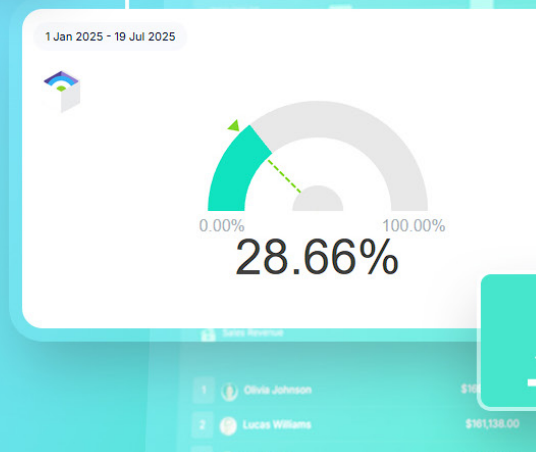 1 Jan 2025 - 19 Jul 2025
0.00%
100.00%
28.66%
Sales Revenue
1 Olivia Johnson
2 Lucas Williams $161,138.00